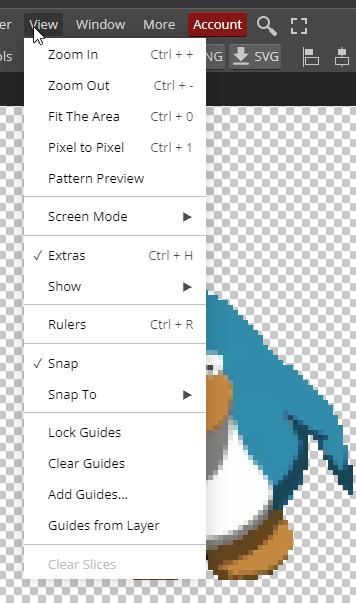 er View Window More Account
ols NG SVG
Zoom In Ctrl + +
Zoom Out Ctrl + -
Fit The Area Ctrl + 0
Pixel to Pixel Ctrl + 1
Pattern Preview
Screen Mode ▶
✓ Extras Ctrl + H
Show ▶
Rulers Ctrl + R
✓ Snap
Snap To ▶
Lock Guides
Clear Guides
Add Guides...
Guides from Layer
Clear Slices